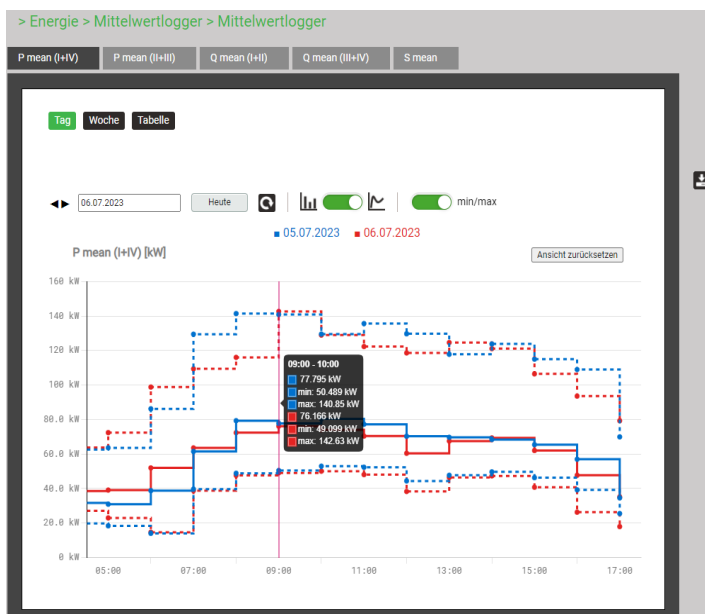 > Energie > Mittelwertlogger > Mittelwertlogger
P mean (I+IV) P mean (II+III) Q mean (I+II) Q mean (III+IV) S mean
Tag Woche Tabelle
06.07.2023 Heute min/max
05.07.2023 06.07.2023
P mean (I+IV) [kW] Ansicht zurücksetzen
160 kW
140 kW
120 kW
100 kW
80.0 kW
60.0 kW
40.0 kW
20.0 kW
0 kW
09:00 - 10:00
77.795 kW
min: 50.489 kW
max: 140.85 kW
76.166 kW
min: 49.099 kW
max: 142.63 kW
05:00 07:00 09:00 11:00 13:00 15:00 17:00